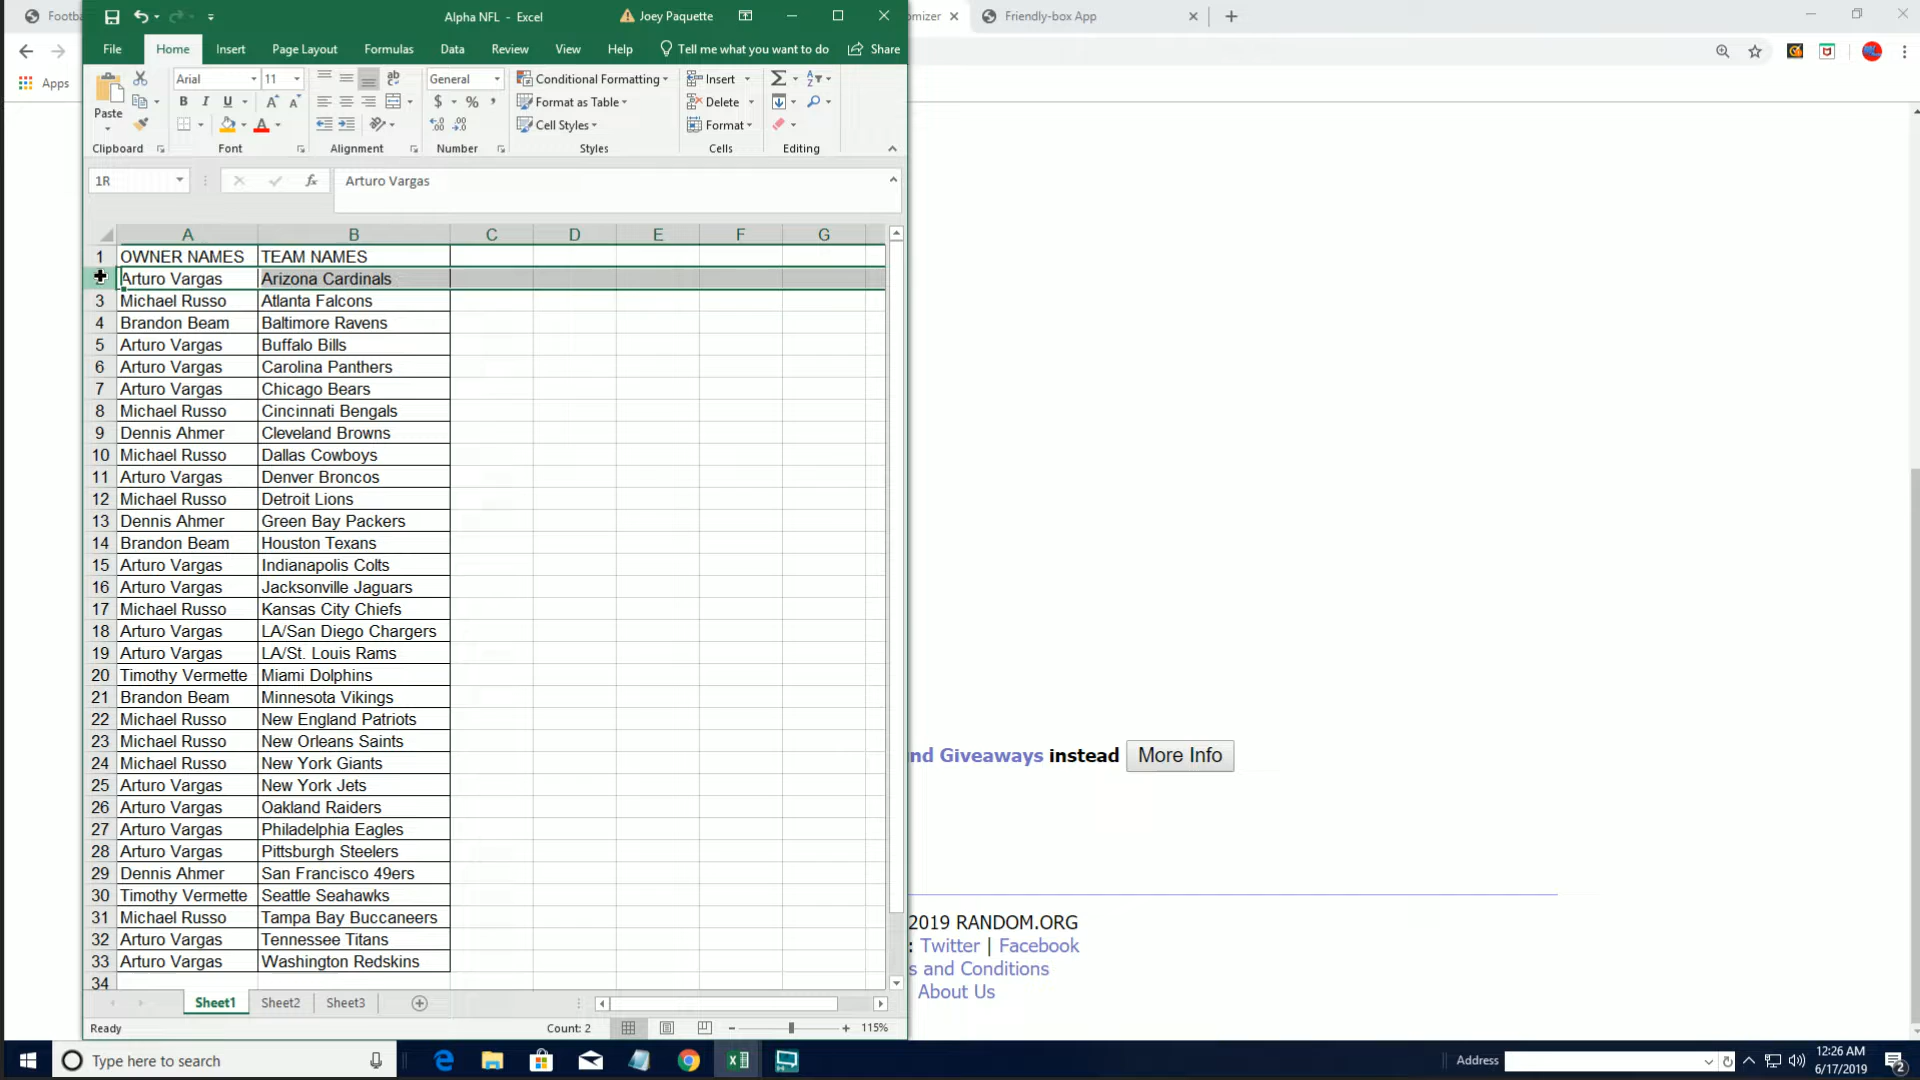 Footba
Alpha NFL - Excel
Joey Paquette
omizer
Friendly-box App
File Home Insert Page Layout Formulas Data Review View Help Tell me what you want to do Share
Apps
Paste
Arial 11
General
Conditional Formatting
Format as Table
Cell Styles
Insert
Delete
Format
B I U
$ % ,
Clipboard Font Alignment Number Styles Cells Editing
1R
fx
Arturo Vargas
A B C D E F G
1 OWNER NAMES TEAM NAMES
Arturo Vargas Arizona Cardinals
3 Michael Russo Atlanta Falcons
4 Brandon Beam Baltimore Ravens
5 Arturo Vargas Buffalo Bills
6 Arturo Vargas Carolina Panthers
7 Arturo Vargas Chicago Bears
8 Michael Russo Cincinnati Bengals
9 Dennis Ahmer Cleveland Browns
10 Michael Russo Dallas Cowboys
11 Arturo Vargas Denver Broncos
12 Michael Russo Detroit Lions
13 Dennis Ahmer Green Bay Packers
14 Brandon Beam Houston Texans
15 Arturo Vargas Indianapolis Colts
16 Arturo Vargas Jacksonville Jaguars
17 Michael Russo Kansas City Chiefs
18 Arturo Vargas LA/San Diego Chargers
19 Arturo Vargas LA/St. Louis Rams
20 Timothy Vermette Miami Dolphins
21 Brandon Beam Minnesota Vikings
22 Michael Russo New England Patriots
23 Michael Russo New Orleans Saints
24 Michael Russo New York Giants
25 Arturo Vargas New York Jets
26 Arturo Vargas Oakland Raiders
27 Arturo Vargas Philadelphia Eagles
28 Arturo Vargas Pittsburgh Steelers
29 Dennis Ahmer San Francisco 49ers
30 Timothy Vermette Seattle Seahawks
31 Michael Russo Tampa Bay Buccaneers
32 Arturo Vargas Tennessee Titans
33 Arturo Vargas Washington Redskins
34
Sheet1 Sheet2 Sheet3
Ready
Count: 2
115%
nd Giveaways instead More Info
2019 RANDOM.ORG
: Twitter | Facebook
s and Conditions
About Us
Type here to search
Address
12:26 AM
6/17/2019
2